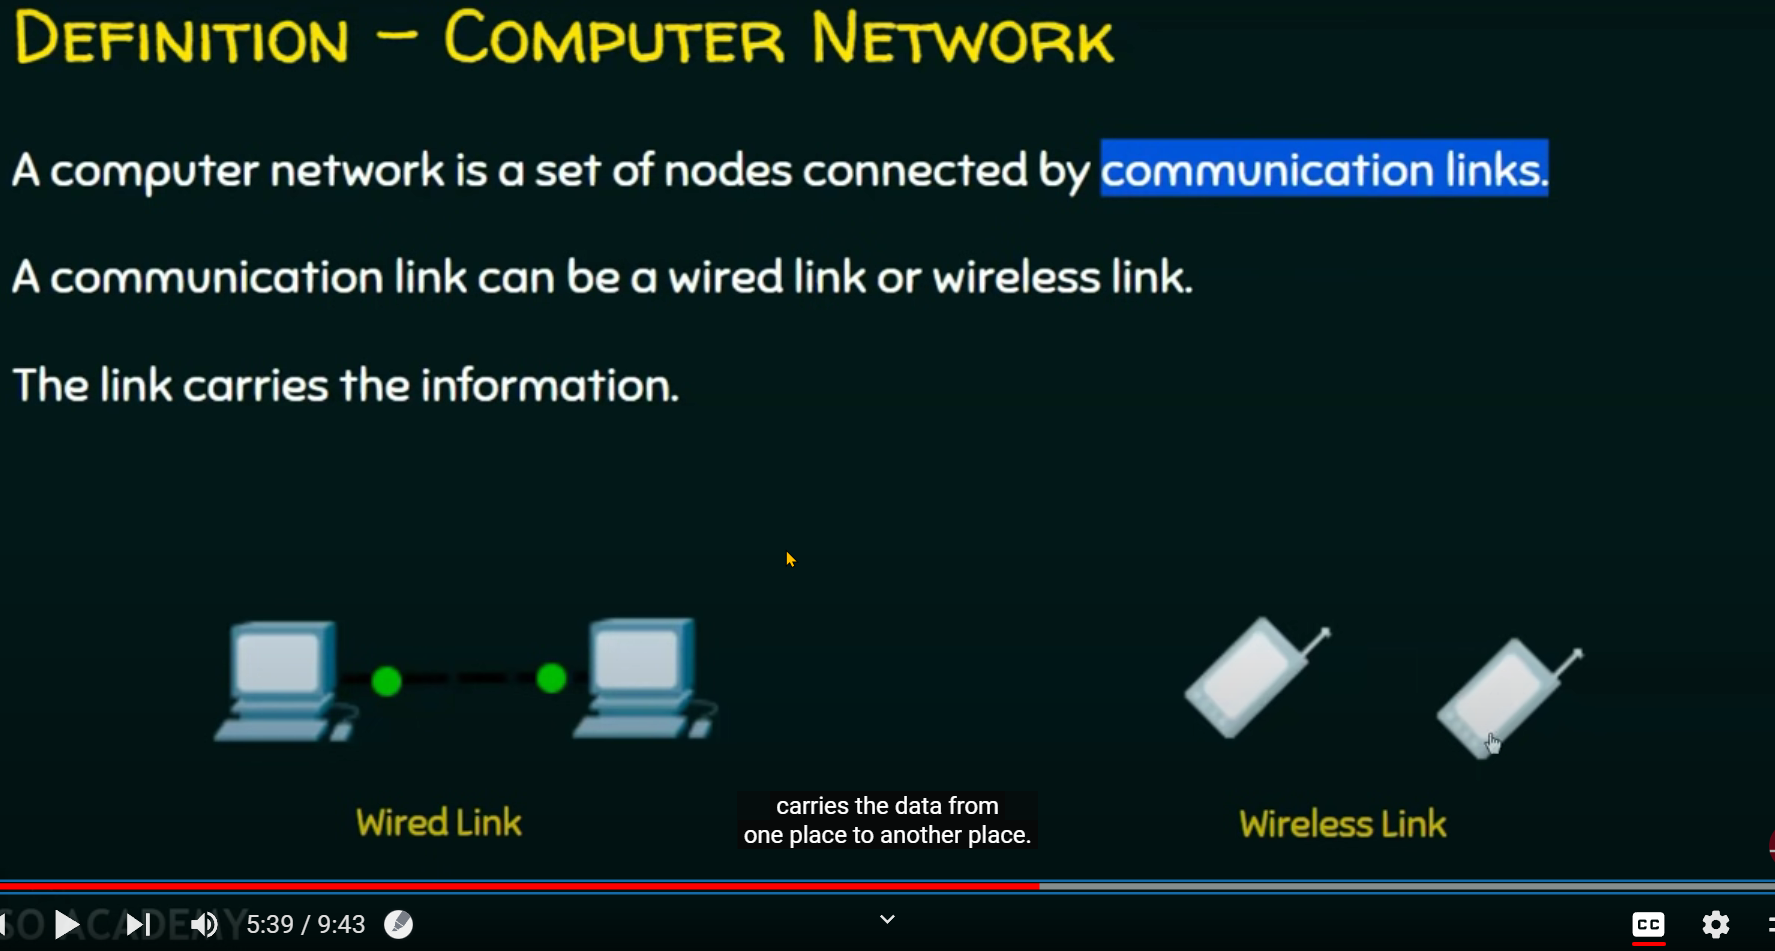 DEFINITION – COMPUTER NETWORK
A computer network is a set of nodes connected by communication links.
A communication link can be a wired link or wireless link.
The link carries the information.
Wired Link
carries the data from
one place to another place.
Wireless Link
SO ACADEMY
5:39 / 9:43
CC